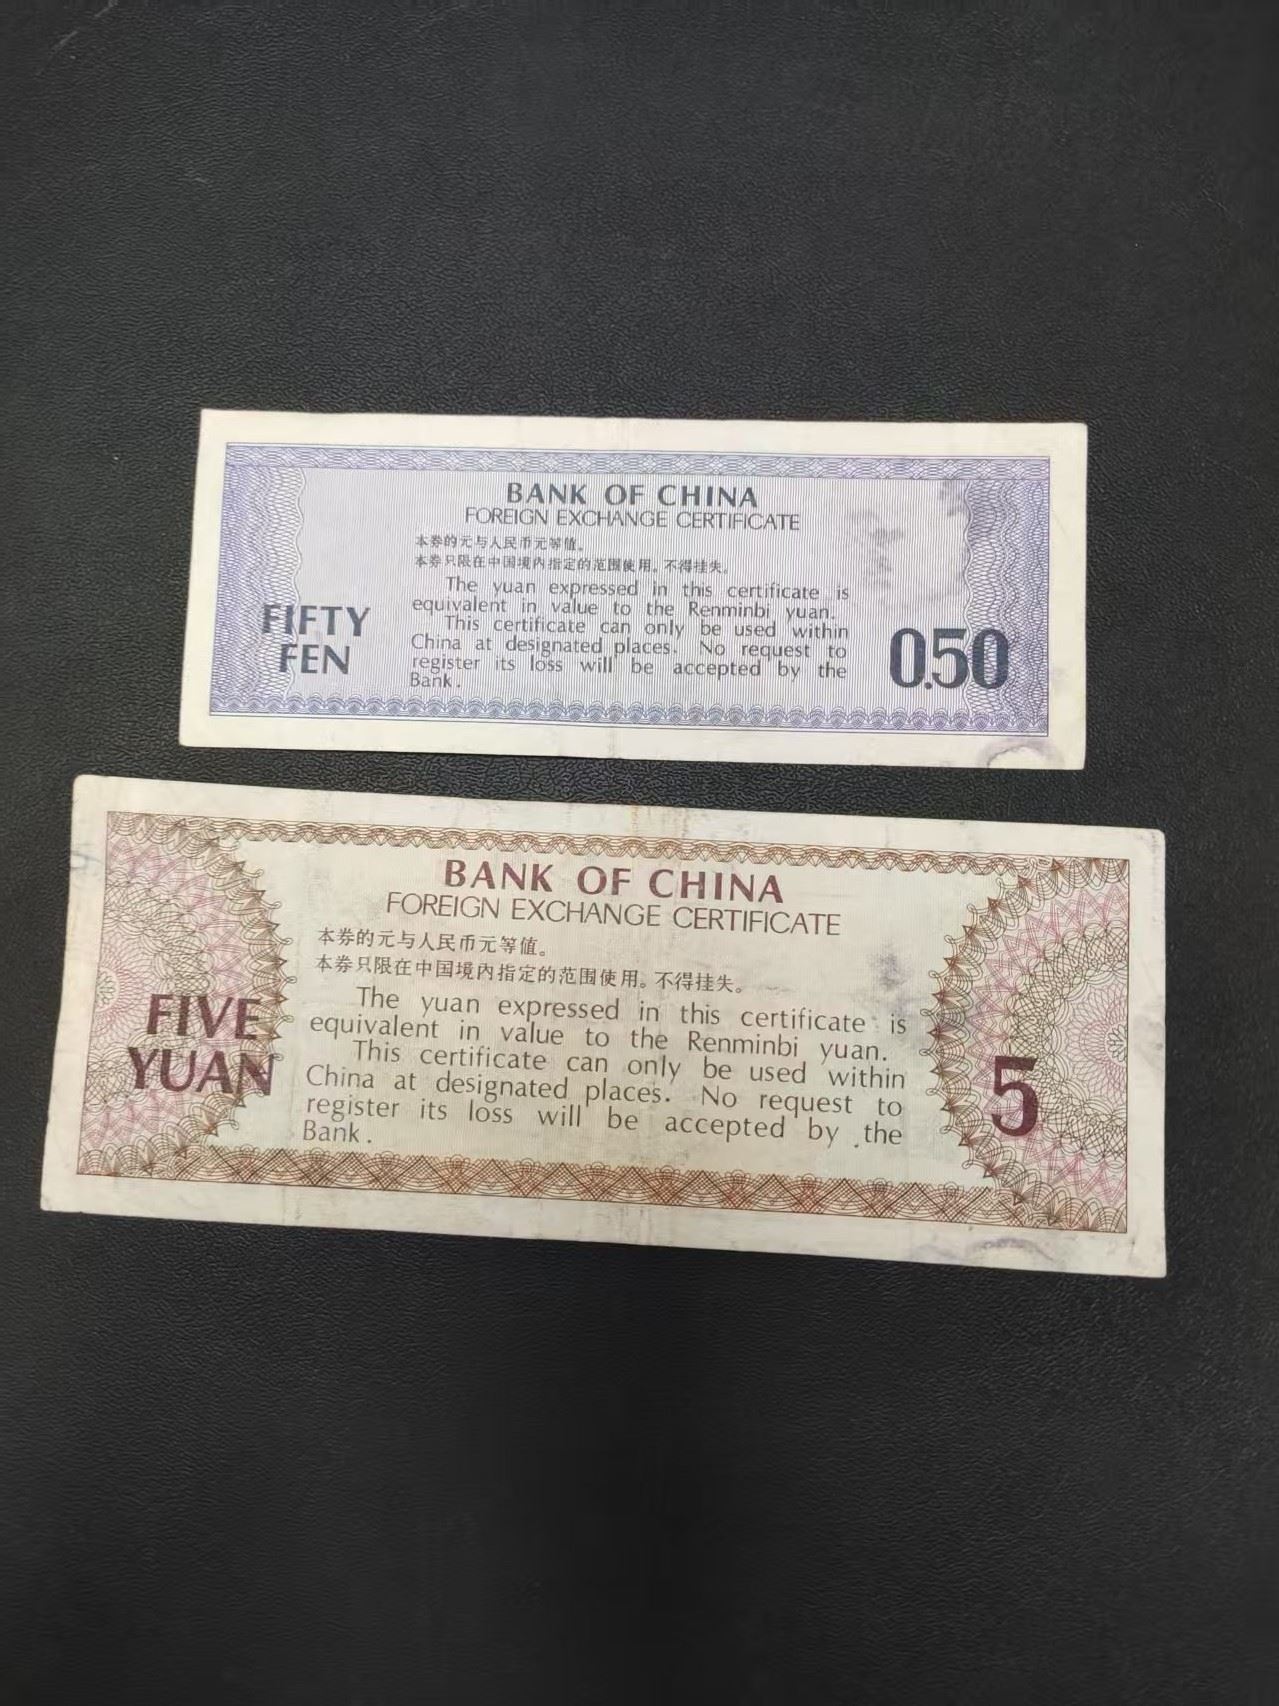 BANK OF CHINA
FOREIGN EXCHANGE CERTIFICATE
本券的元与人民币元等值。
本券只限在中国境内指定的范围使用。不得挂失。
The yuan expressed in this certificate is
equivalent in value to the Renminbi yuan.
This certificate can only be used within
China at designated places. No request to
register its loss will be accepted by the
Bank.
FIFTY
FEN
0.50
BANK OF CHINA
FOREIGN EXCHANGE CERTIFICATE
本券的元与人民币元等值。
本券只限在中国境内指定的范围使用。不得挂失。
The yuan expressed in this certificate is
equivalent in value to the Renminbi yuan.
This certificate can only be used within
China at designated places. No request to
register its loss will be accepted by the
Bank.
FIVE
YUAN
5